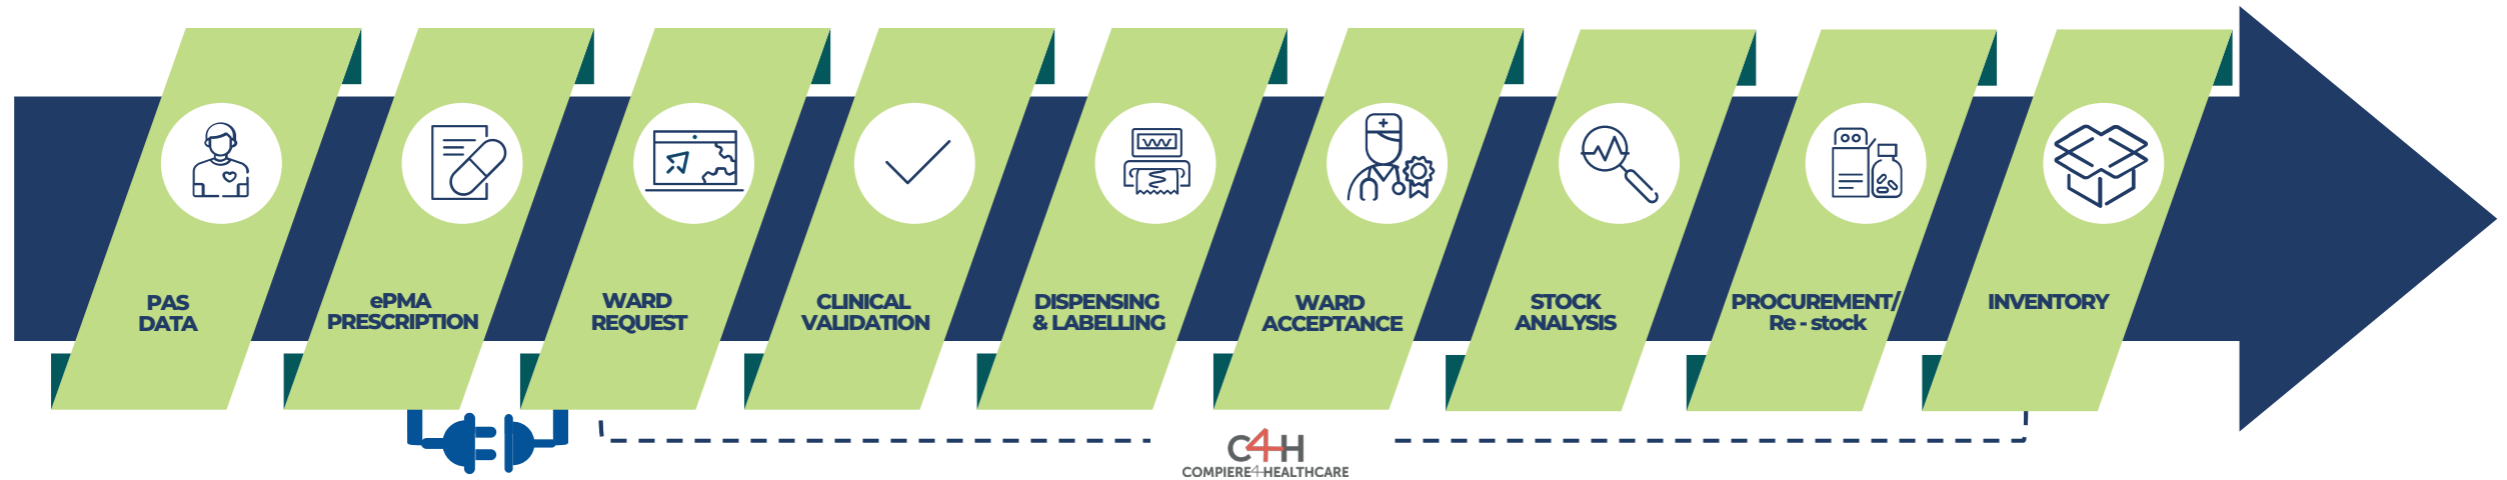 PAS
DATA
ePMA
PRESCRIPTION
WARD
REQUEST
CLINICAL
VALIDATION
DISPENSING
& LABELLING
WARD
ACCEPTANCE
STOCK
ANALYSIS
PROCUREMENT/
Re - stock
INVENTORY
C4H
COMPIERE4HEALTHCARE